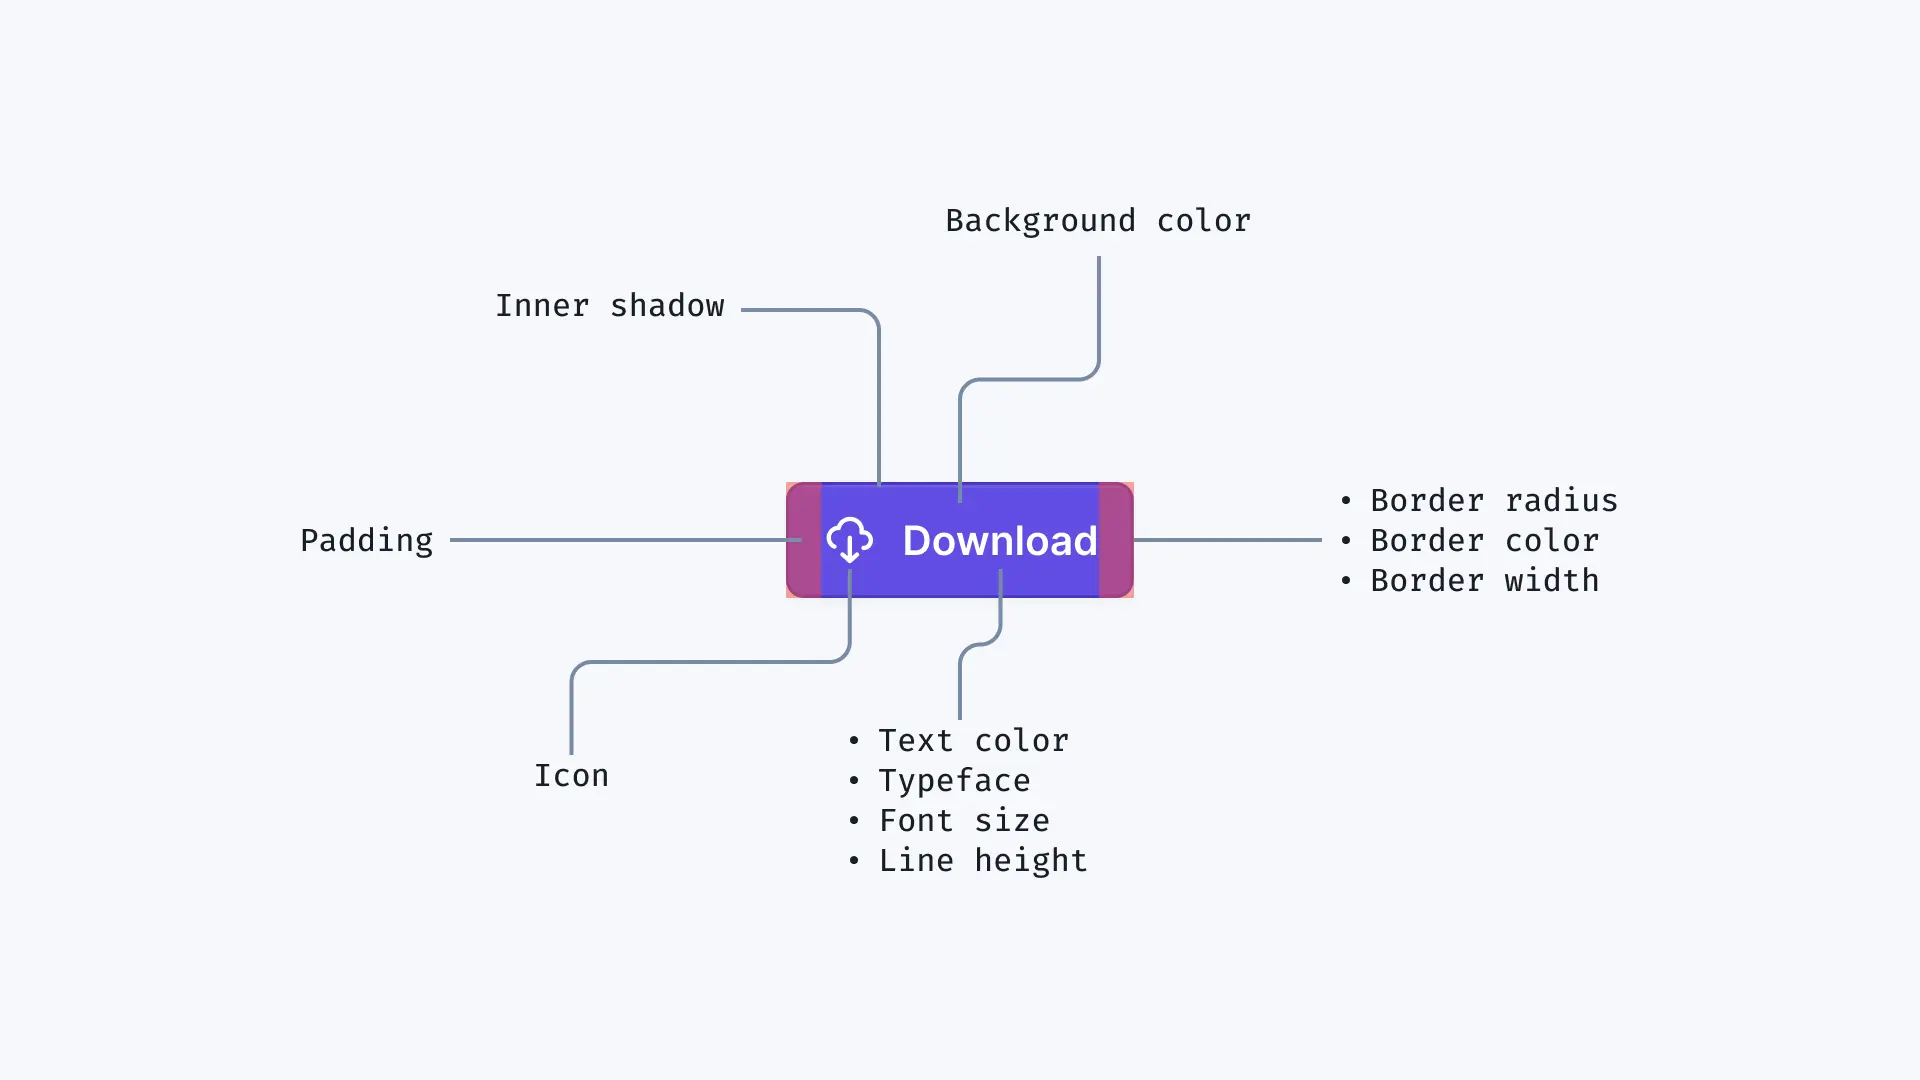 Background color
Inner shadow
Padding
Download
• Border radius
• Border color
• Border width
Icon
• Text color
• Typeface
• Font size
• Line height